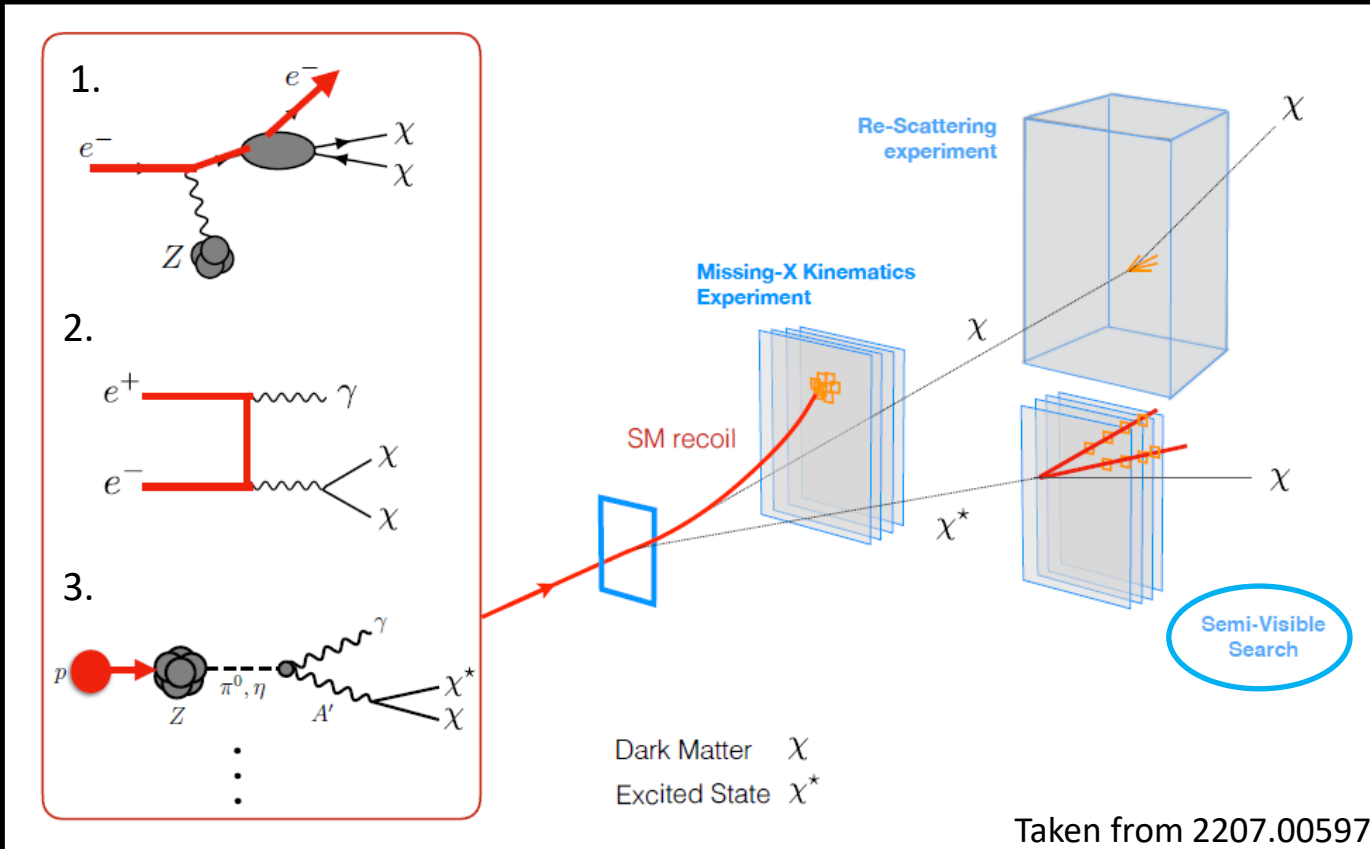 1.
e⁻
e⁻
χ
χ
Z
2.
e⁺
γ
e⁻
χ
χ
3.
p
Z
π⁰, η
γ
A′
χ*
χ
Re-Scattering
experiment
χ
Missing-X Kinematics
Experiment
χ
SM recoil
χ
χ*
Semi-Visible
Search
Dark Matter χ
Excited State χ*
Taken from 2207.00597